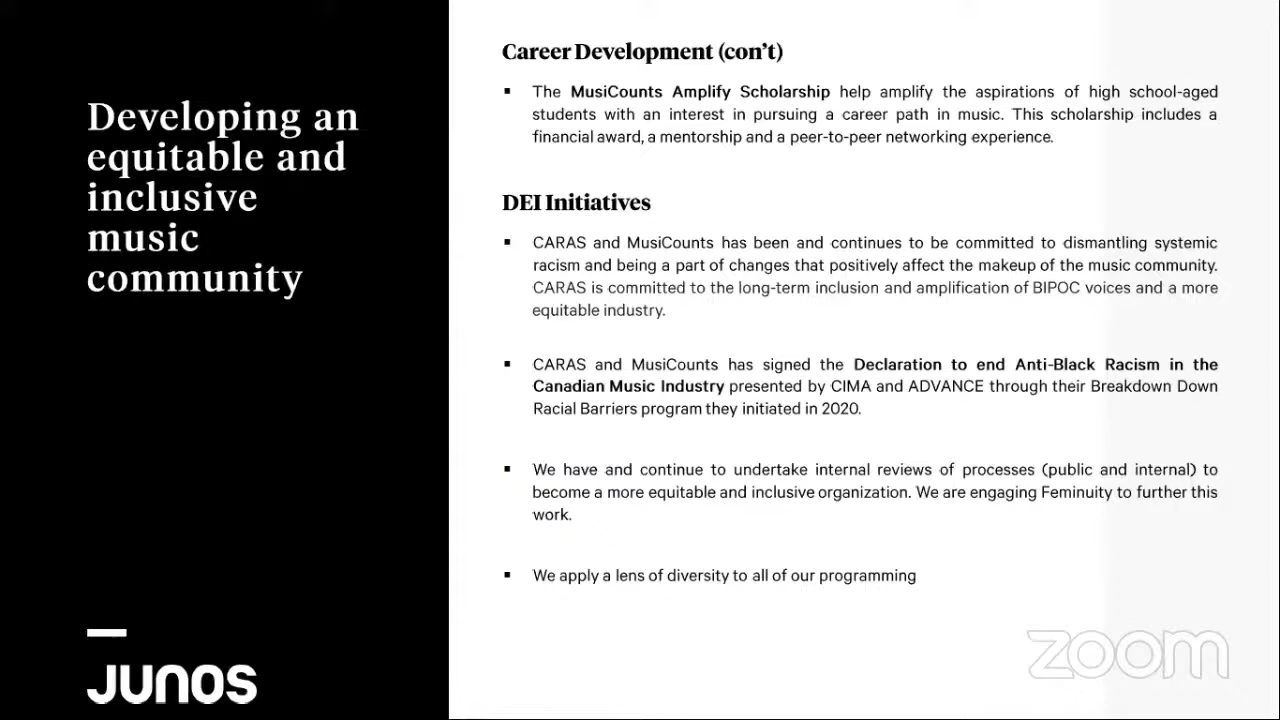 Developing an
equitable and
inclusive
music
community
JUNOS
Career Development (con’t)
▪ The MusiCounts Amplify Scholarship help amplify the aspirations of high school-aged
students with an interest in pursuing a career path in music. This scholarship includes a
financial award, a mentorship and a peer-to-peer networking experience.
DEI Initiatives
▪ CARAS and MusiCounts has been and continues to be committed to dismantling systemic
racism and being a part of changes that positively affect the makeup of the music community.
CARAS is committed to the long-term inclusion and amplification of BIPOC voices and a more
equitable industry.
▪ CARAS and MusiCounts has signed the Declaration to end Anti-Black Racism in the
Canadian Music Industry presented by CIMA and ADVANCE through their Breakdown Down
Racial Barriers program they initiated in 2020.
▪ We have and continue to undertake internal reviews of processes (public and internal) to
become a more equitable and inclusive organization. We are engaging Feminuity to further this
work.
▪ We apply a lens of diversity to all of our programming
zoom